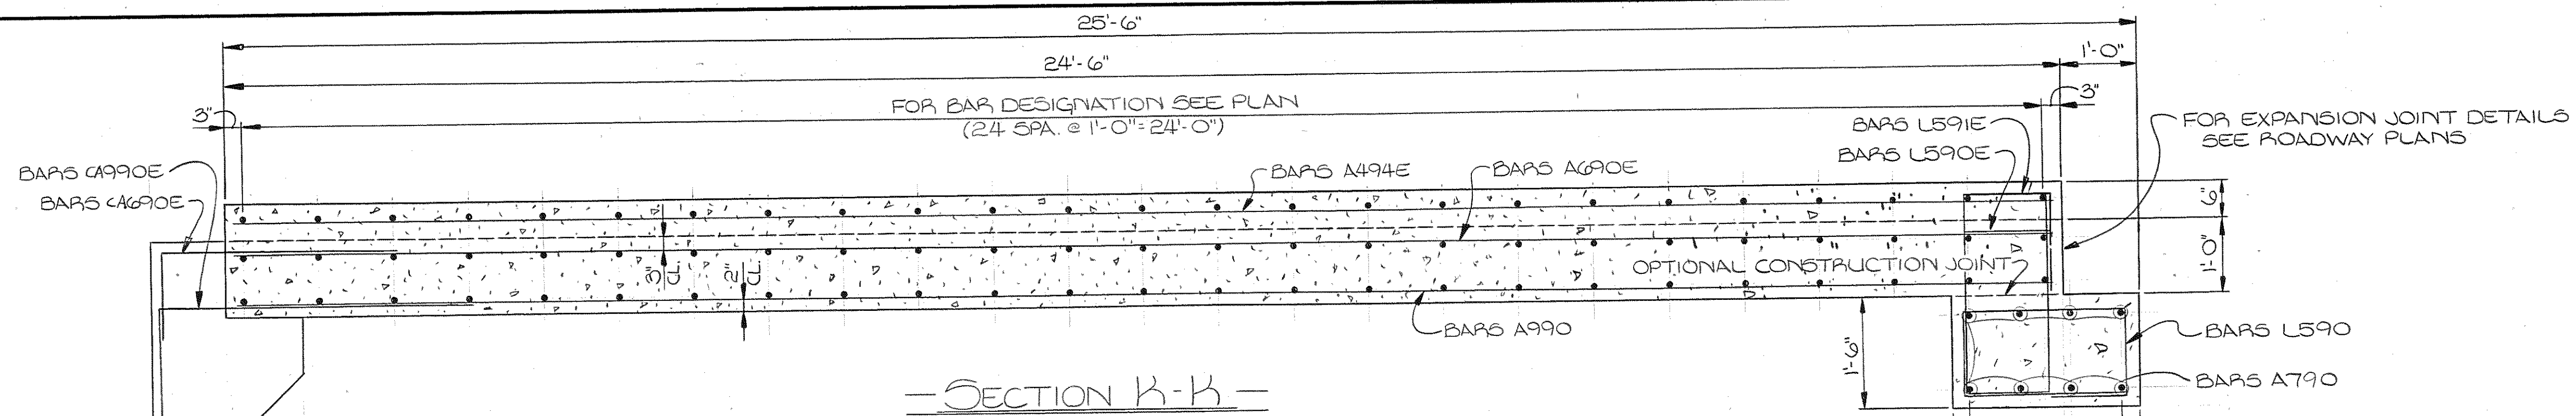 25'-6"
24'-6"
1'-0"
FOR BAR DESIGNATION SEE PLAN
(24 SPA. @ 1'-0"=24'-0")
3"
3"
BARS L591E
BARS L590E
FOR EXPANSION JOINT DETAILS
SEE ROADWAY PLANS
BARS CA990E
BARS CA690E
BARS A494E
BARS A690E
6"
1'-0"
3"
CL.
2"
CL.
OPTIONAL CONSTRUCTION JOINT
BARS A990
1'-6"
BARS L590
BARS A790
— SECTION K-K —